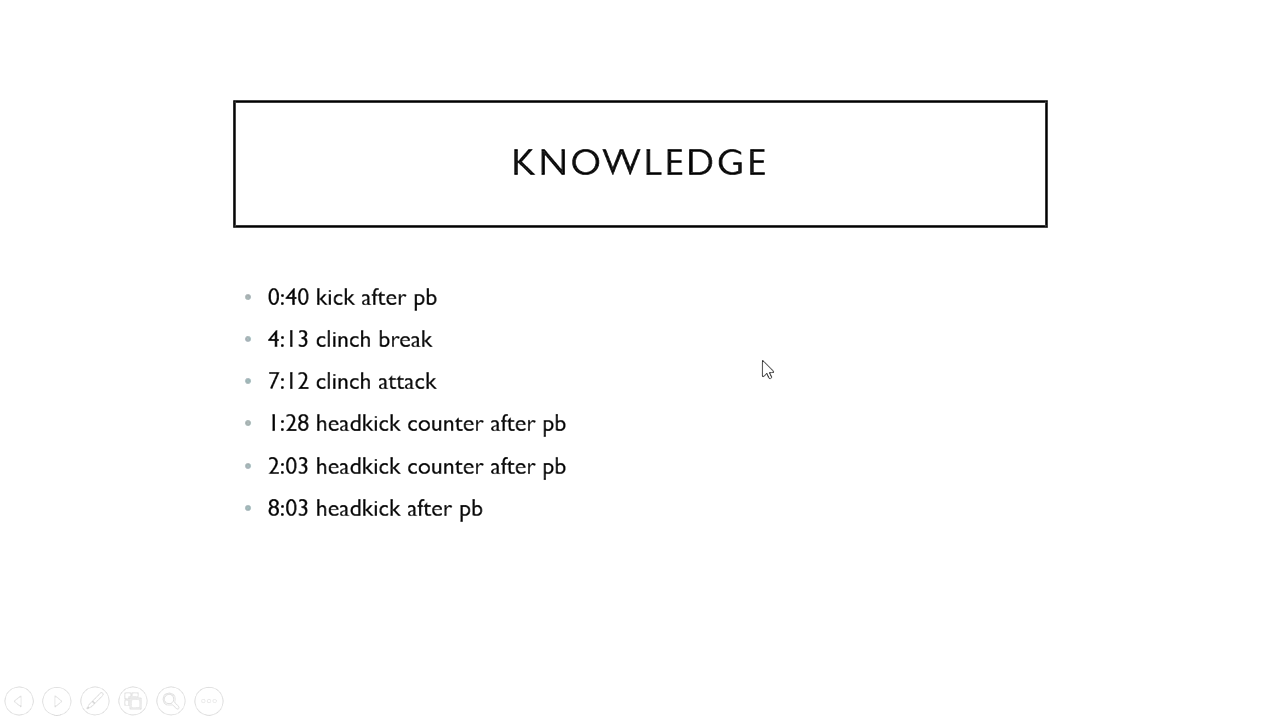 KNOWLEDGE
0:40 kick after pb
4:13 clinch break
7:12 clinch attack
1:28 headkick counter after pb
2:03 headkick counter after pb
8:03 headkick after pb